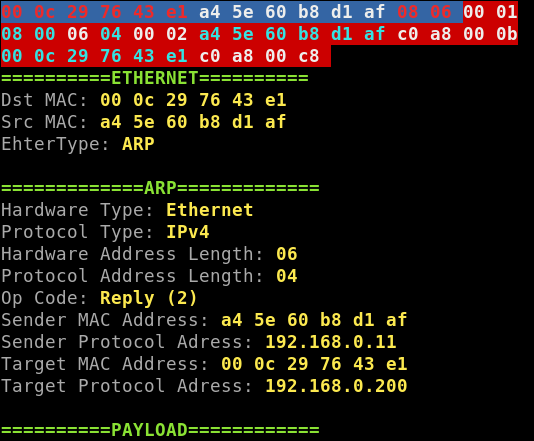 00 0c 29 76 43 e1 a4 5e 60 b8 d1 af 08 06 00 01
08 00 06 04 00 02 a4 5e 60 b8 d1 af c0 a8 00 0b
00 0c 29 76 43 e1 c0 a8 00 c8
==========ETHERNET==========
Dst MAC: 00 0c 29 76 43 e1
Src MAC: a4 5e 60 b8 d1 af
EhterType: ARP
=============ARP=============
Hardware Type: Ethernet
Protocol Type: IPv4
Hardware Address Length: 06
Protocol Address Length: 04
Op Code: Reply (2)
Sender MAC Address: a4 5e 60 b8 d1 af
Sender Protocol Adress: 192.168.0.11
Target MAC Address: 00 0c 29 76 43 e1
Target Protocol Adress: 192.168.0.200
==========PAYLOAD============